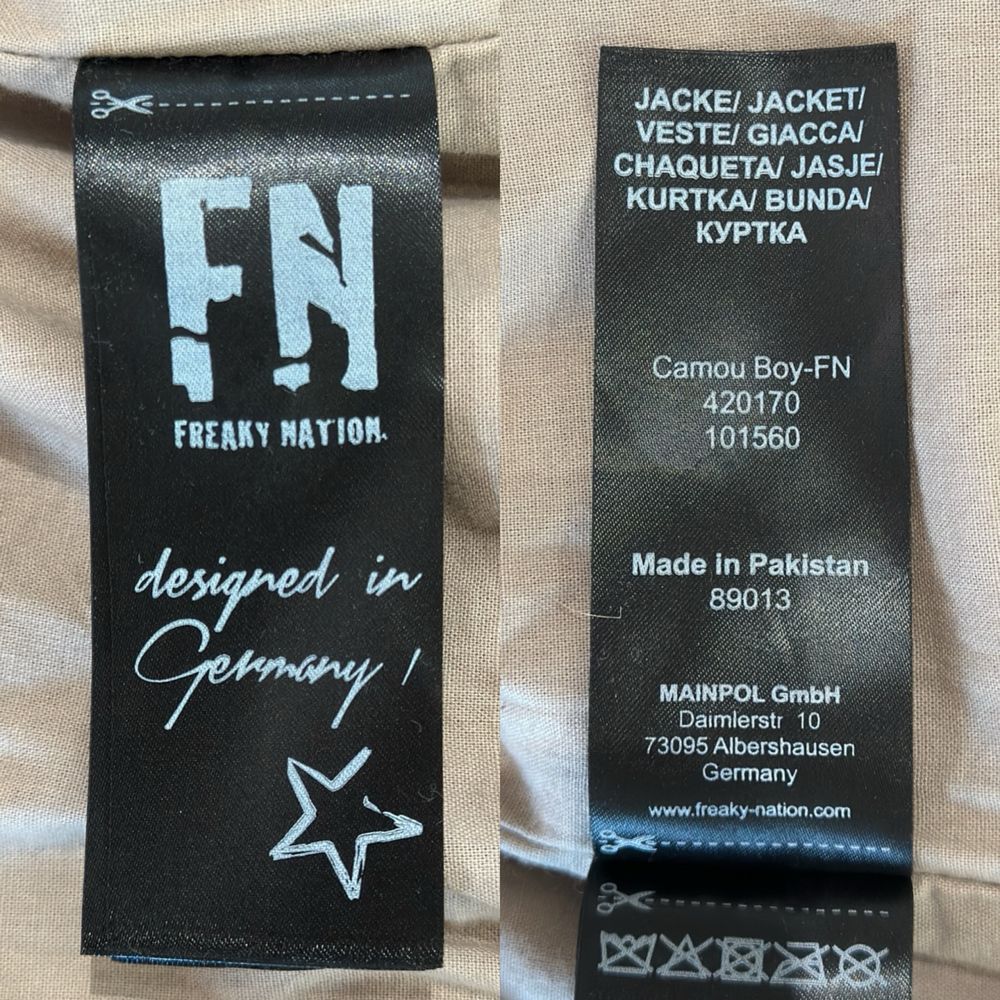 FN
FREAKY NATION
designed in
Germany !
JACKE/ JACKET/
VESTE/ GIACCA/
CHAQUETA/ JASJE/
KURTKA/ BUNDA/
КУРТКА
Camou Boy-FN
420170
101560
Made in Pakistan
89013
MAINPOL GmbH
Daimlerstr 10
73095 Albershausen
Germany
www.freaky-nation.com